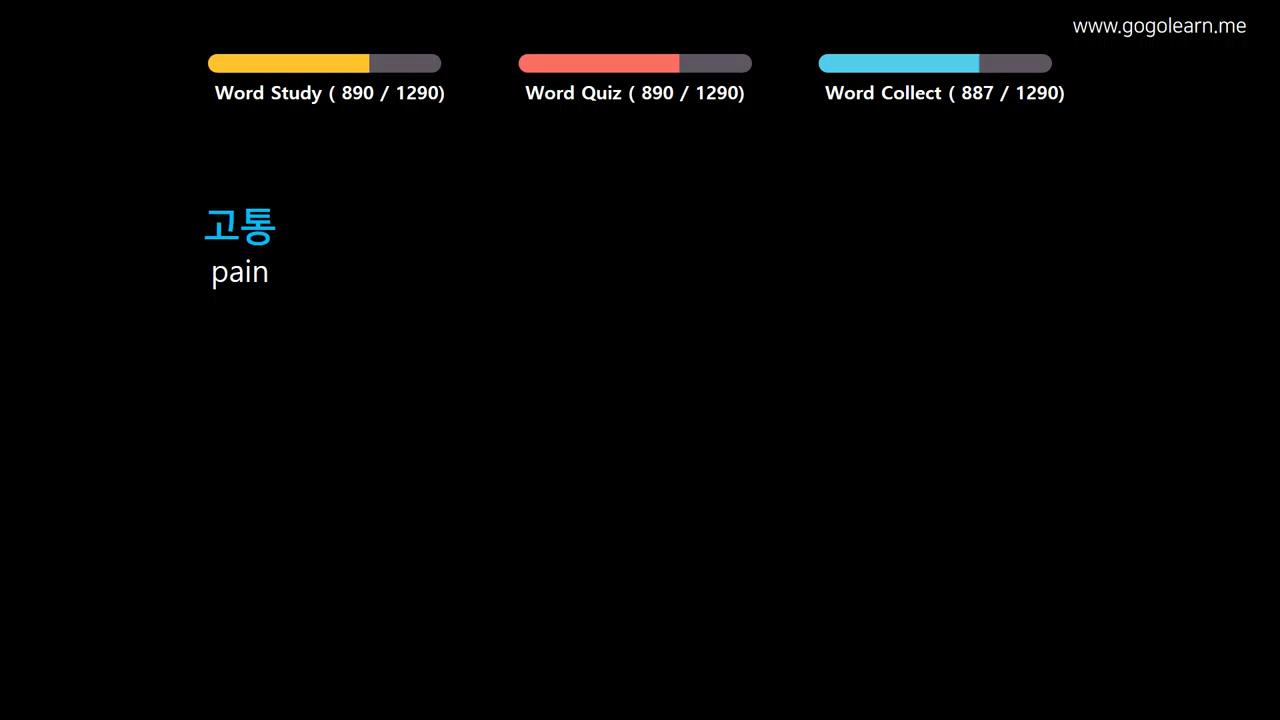 www.gogolearn.me
Word Study ( 890 / 1290)
Word Quiz ( 890 / 1290)
Word Collect ( 887 / 1290)
고통
pain